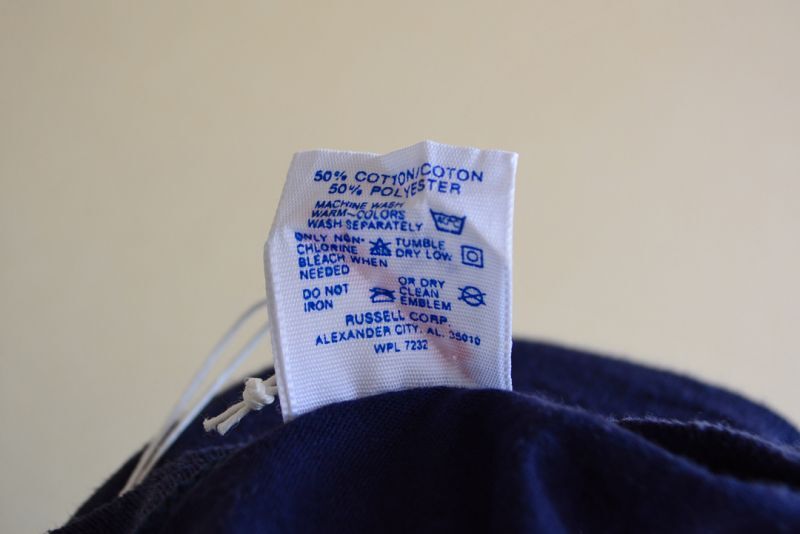 50% COTTON/COTON
50% POLYESTER
MACHINE WASH
WARM-COLORS
WASH SEPARATELY
ONLY NON-
CHLORINE
BLEACH WHEN
NEEDED
TUMBLE
DRY LOW
DO NOT
IRON
OR DRY
CLEAN
EMBLEM
RUSSELL CORP.
ALEXANDER CITY, AL. 35010
WPL 7232